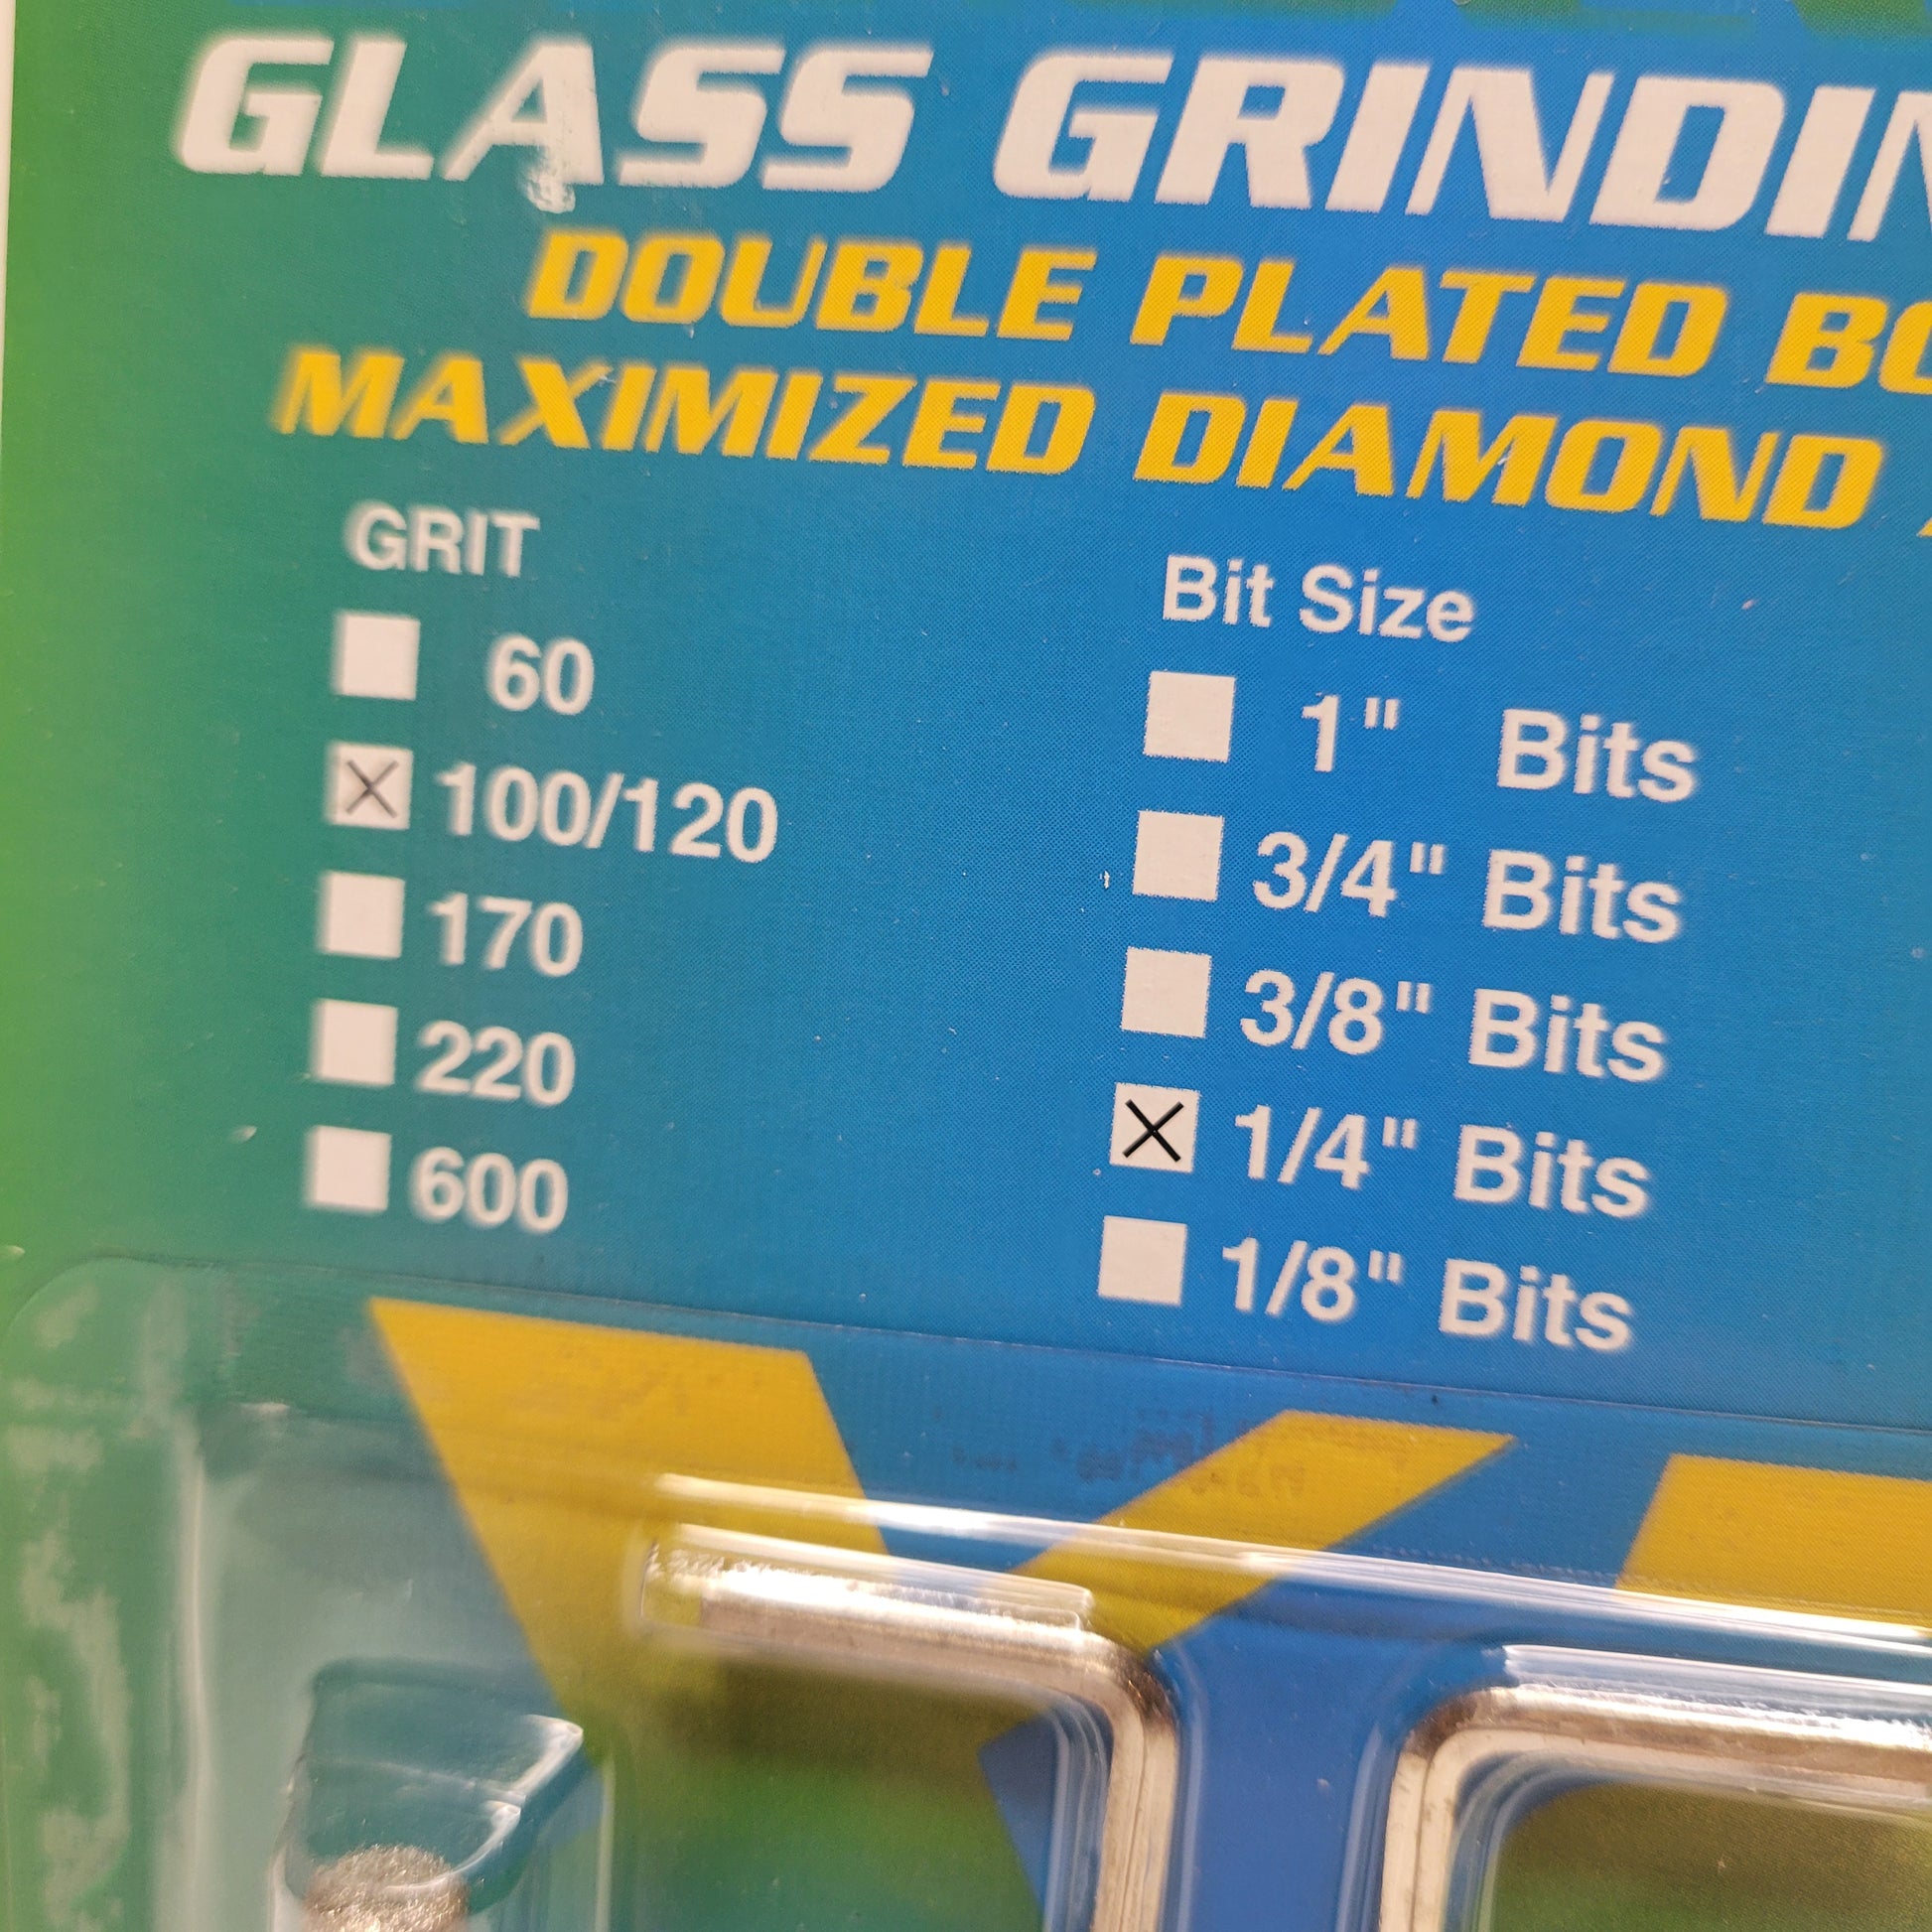 GLASS GRINDIN
DOUBLE PLATED BO
MAXIMIZED DIAMOND
GRIT
60
100/120
170
220
600
Bit Size
1" Bits
3/4" Bits
3/8" Bits
1/4" Bits
1/8" Bits